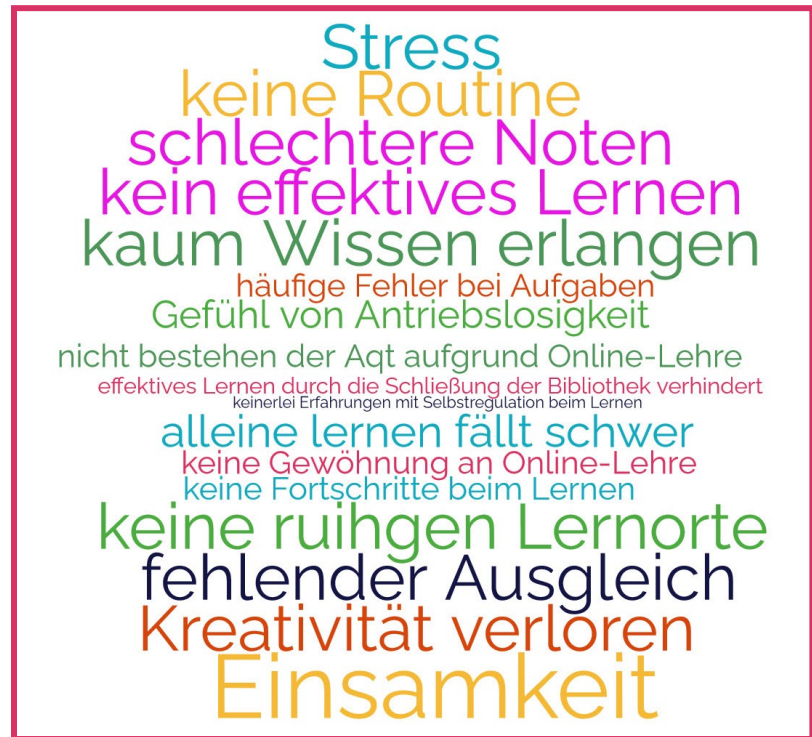 Stress
keine Routine
schlechtere Noten
kein effektives Lernen
kaum Wissen erlangen
häufige Fehler bei Aufgaben
Gefühl von Antriebslosigkeit
nicht bestehen der Aqt aufgrund Online-Lehre
effektives Lernen durch die Schließung der Bibliothek verhindert
keinerlei Erfahrungen mit Selbstregulation beim Lernen
alleine lernen fällt schwer
keine Gewöhnung an Online-Lehre
keine Fortschritte beim Lernen
keine ruihgen Lernorte
fehlender Ausgleich
Kreativität verloren
Einsamkeit